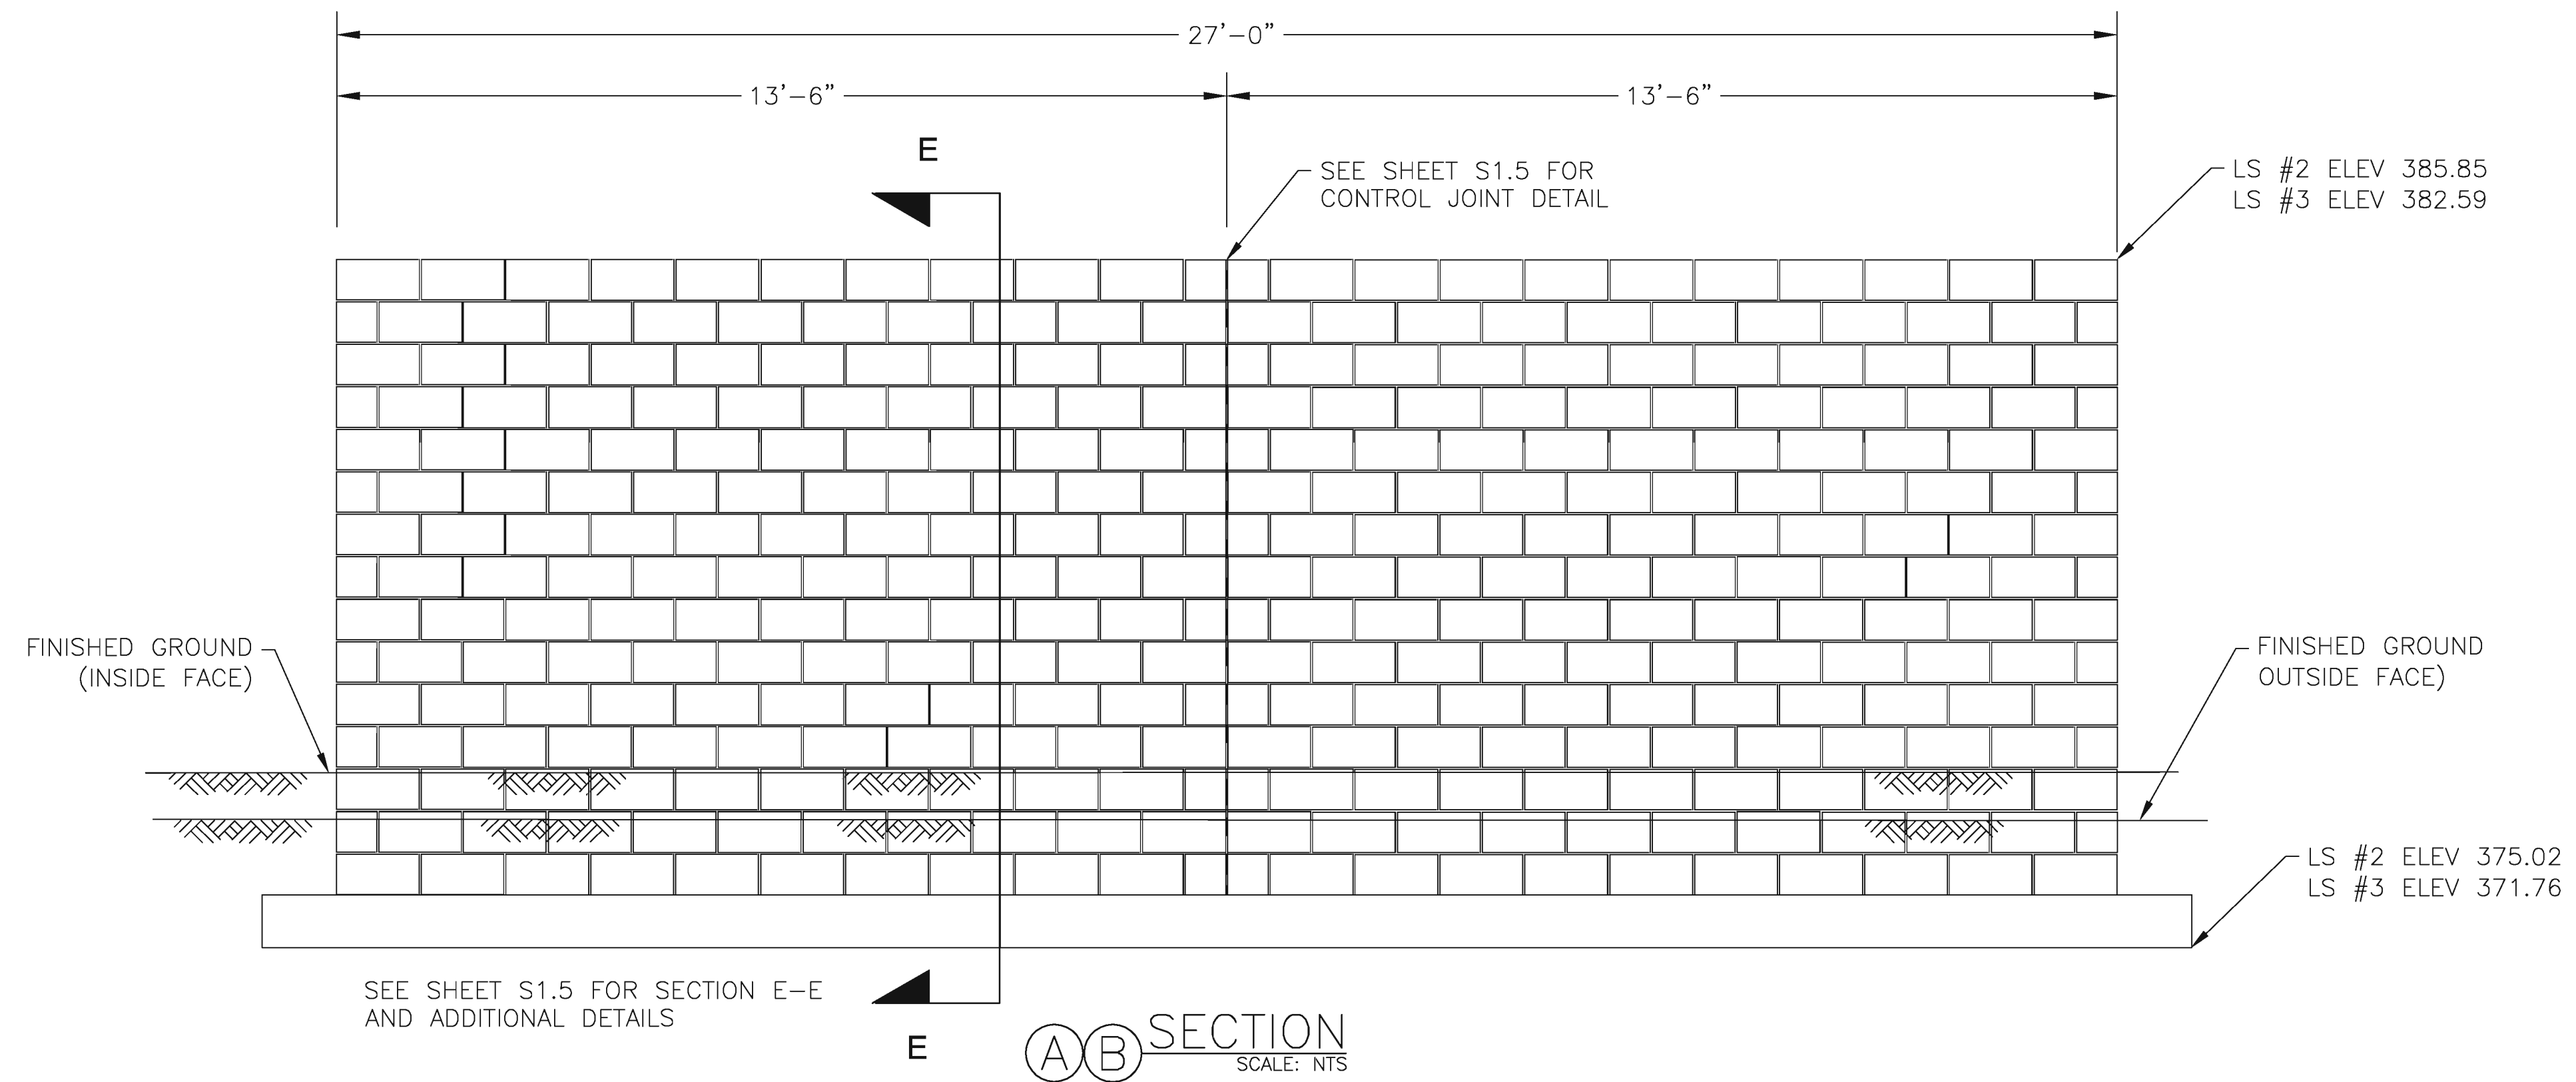 27'-0"
13'-6"
13'-6"
E
SEE SHEET S1.5 FOR
CONTROL JOINT DETAIL
LS #2 ELEV 385.85
LS #3 ELEV 382.59
FINISHED GROUND
(INSIDE FACE)
FINISHED GROUND
OUTSIDE FACE)
LS #2 ELEV 375.02
LS #3 ELEV 371.76
SEE SHEET S1.5 FOR SECTION E-E
AND ADDITIONAL DETAILS
E
A B SECTION
SCALE: NTS